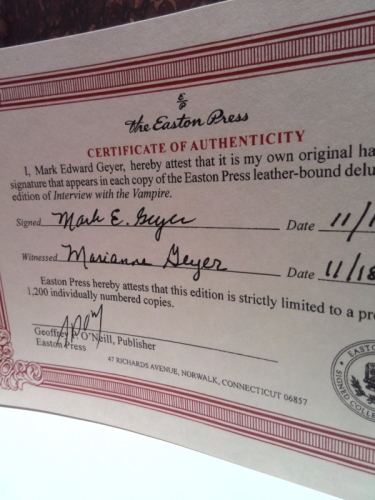 The Easton Press
CERTIFICATE OF AUTHENTICITY
I, Mark Edward Geyer, hereby attest that it is my own original ha
signature that appears in each copy of the Easton Press leather-bound delu
edition of Interview with the Vampire.
Signed Mark E. Geyer Date 11/1
Witnessed Marianne Geyer Date 11/18
Easton Press hereby attests that this edition is strictly limited to a pr
1,200 individually numbered copies.
Geoffrey O'Neill, Publisher
Easton Press
47 RICHARDS AVENUE, NORWALK, CONNECTICUT 06857
EASTO
SIGNED COLLE